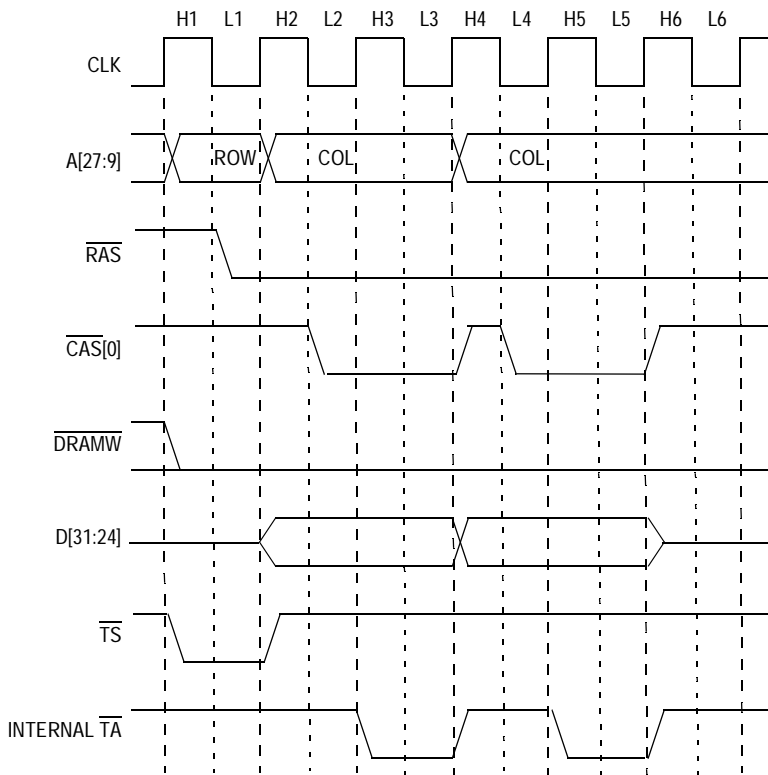 H1 L1 H2 L2 H3 L3 H4 L4 H5 L5 H6 L6
CLK
A[27:9] ROW COL COL
RAS
CAS[0]
DRAMW
D[31:24]
TS
INTERNAL TA